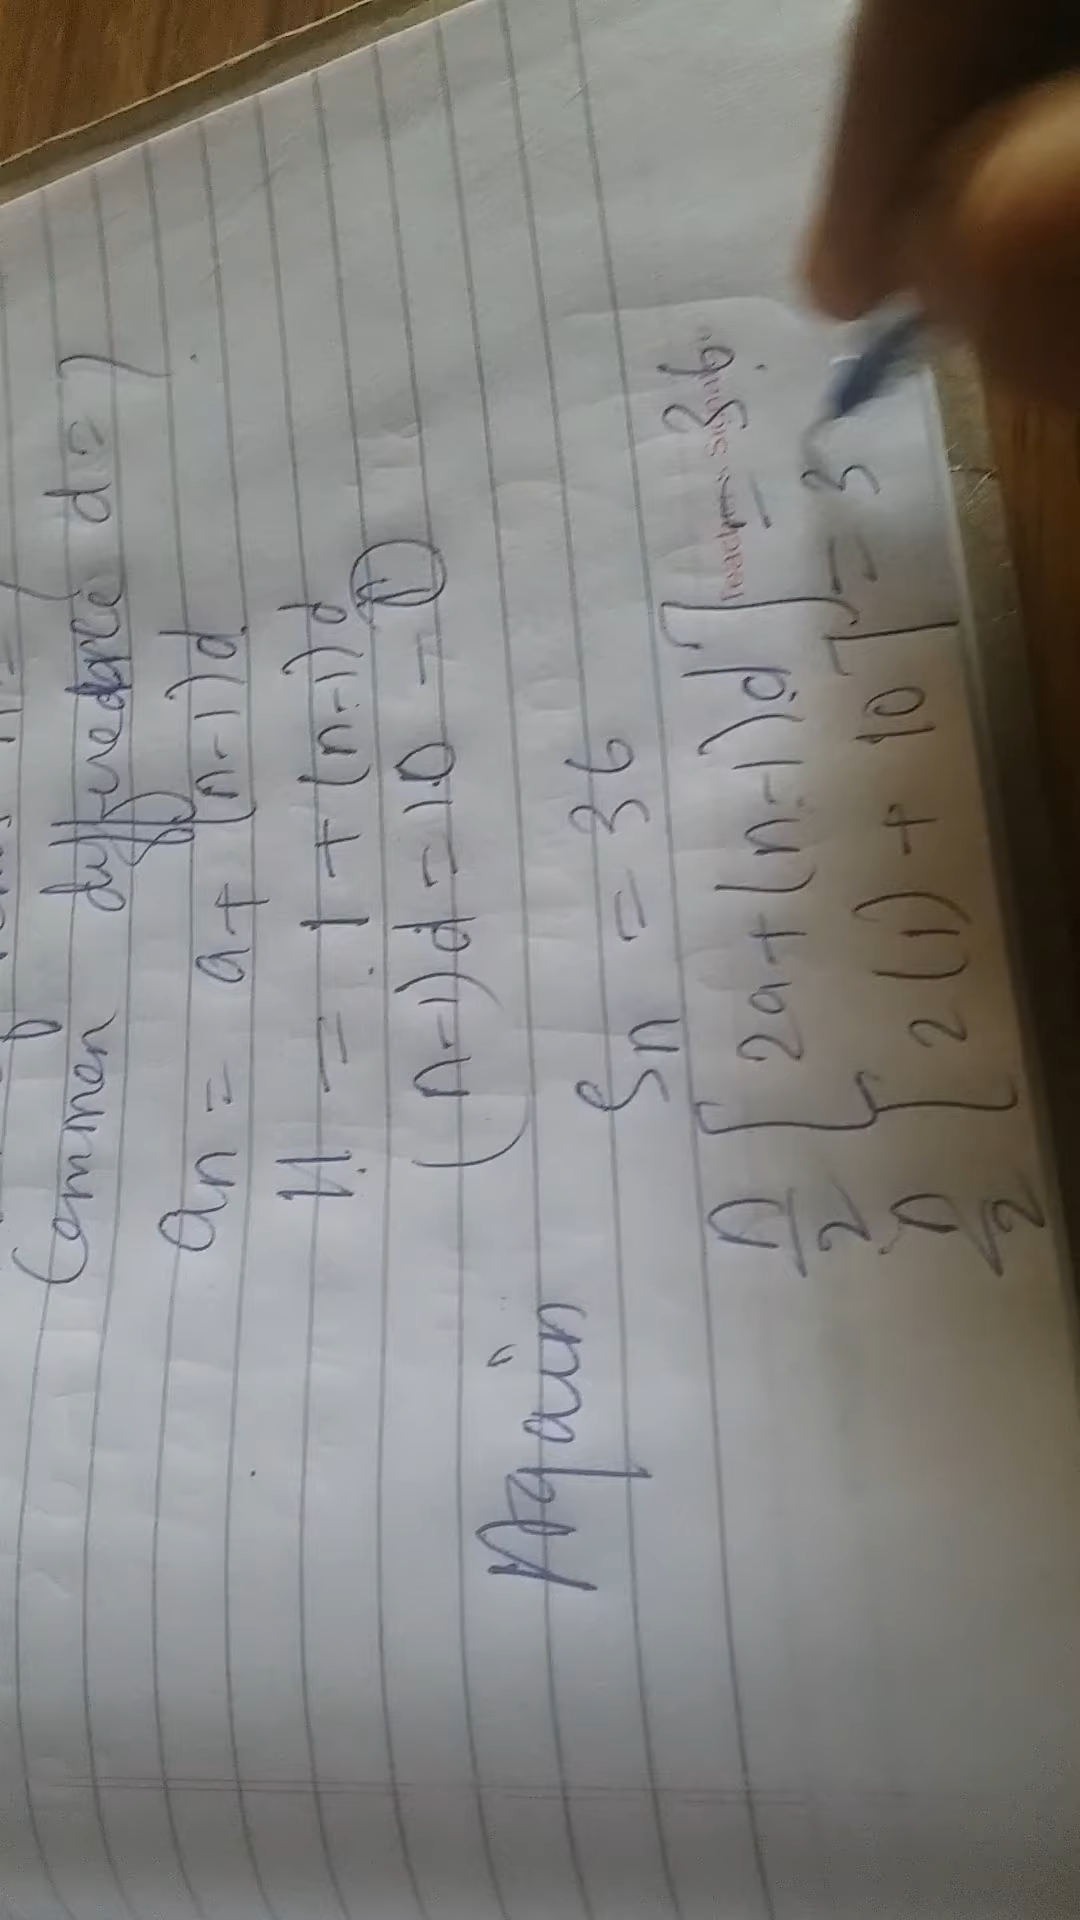 Common difference d = ?
an = a + (n-1)d
11 = 1 + (n-1)d
(n-1)d = 10 - (1)
Again Sn = 36
n/2 [2a + (n-1)d] = 36
n/2 [2(1) + 10] = 3